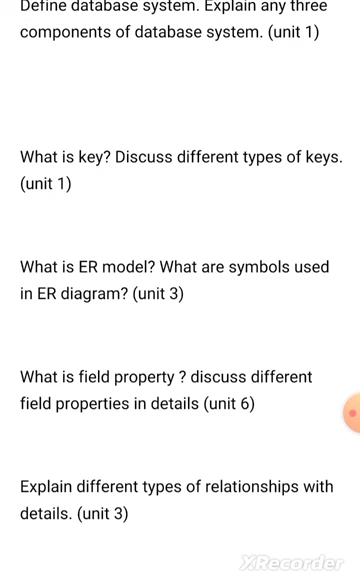 Define database system. Explain any three
components of database system. (unit 1)
What is key? Discuss different types of keys.
(unit 1)
What is ER model? What are symbols used
in ER diagram? (unit 3)
What is field property ? discuss different
field properties in details (unit 6)
Explain different types of relationships with
details. (unit 3)
XRecorder